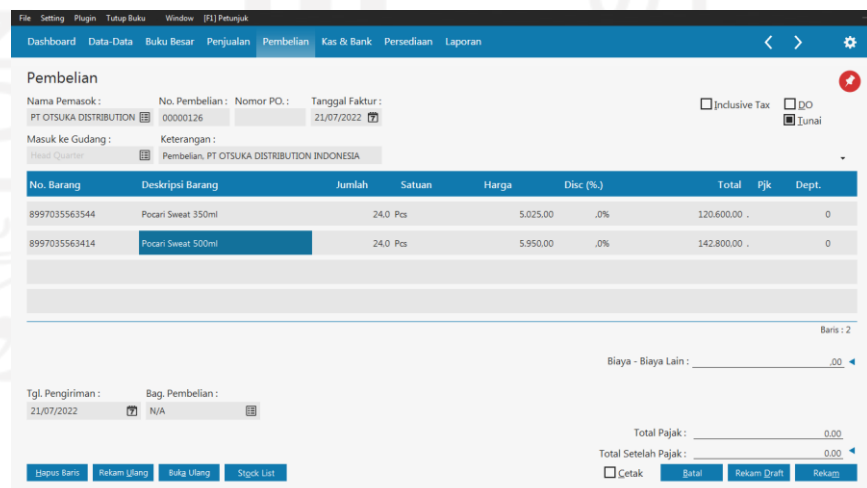 File Setting Plugin Tutup Buku Window [F1] Petunjuk
Dashboard Data-Data Buku Besar Penjualan Pembelian Kas & Bank Persediaan Laporan
Pembelian
Nama Pemasok : No. Pembelian : Nomor PO. : Tanggal Faktur :
PT OTSUKA DISTRIBUTION 00000126 21/07/2022
Inclusive Tax DO
Tunai
Masuk ke Gudang : Keterangan :
Head Quarter Pembelian, PT OTSUKA DISTRIBUTION INDONESIA
No. Barang Deskripsi Barang Jumlah Satuan Harga Disc (%.) Total Pjk Dept.
8997035563544 Pocari Sweat 350ml 24.0 Pcs 5.025.00 .0% 120.600.00 . 0
8997035563414 Pocari Sweat 500ml 24.0 Pcs 5.950.00 .0% 142.800.00 . 0
Baris : 2
Biaya - Biaya Lain : .00
Tgl. Pengiriman : Bag. Pembelian :
21/07/2022 N/A
Total Pajak : 0.00
Total Setelah Pajak : 0.00
Hapus Baris Rekam Ulang Buka Ulang Stock List Cetak Batal Rekam Draft Rekam